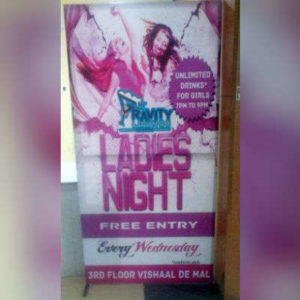 UNLIMITED
DRINKS*
FOR GIRLS
7PM TO 9PM
LADIES
NIGHT
FREE ENTRY
Every Wednesday
3RD FLOOR VISHAAL DE MAL